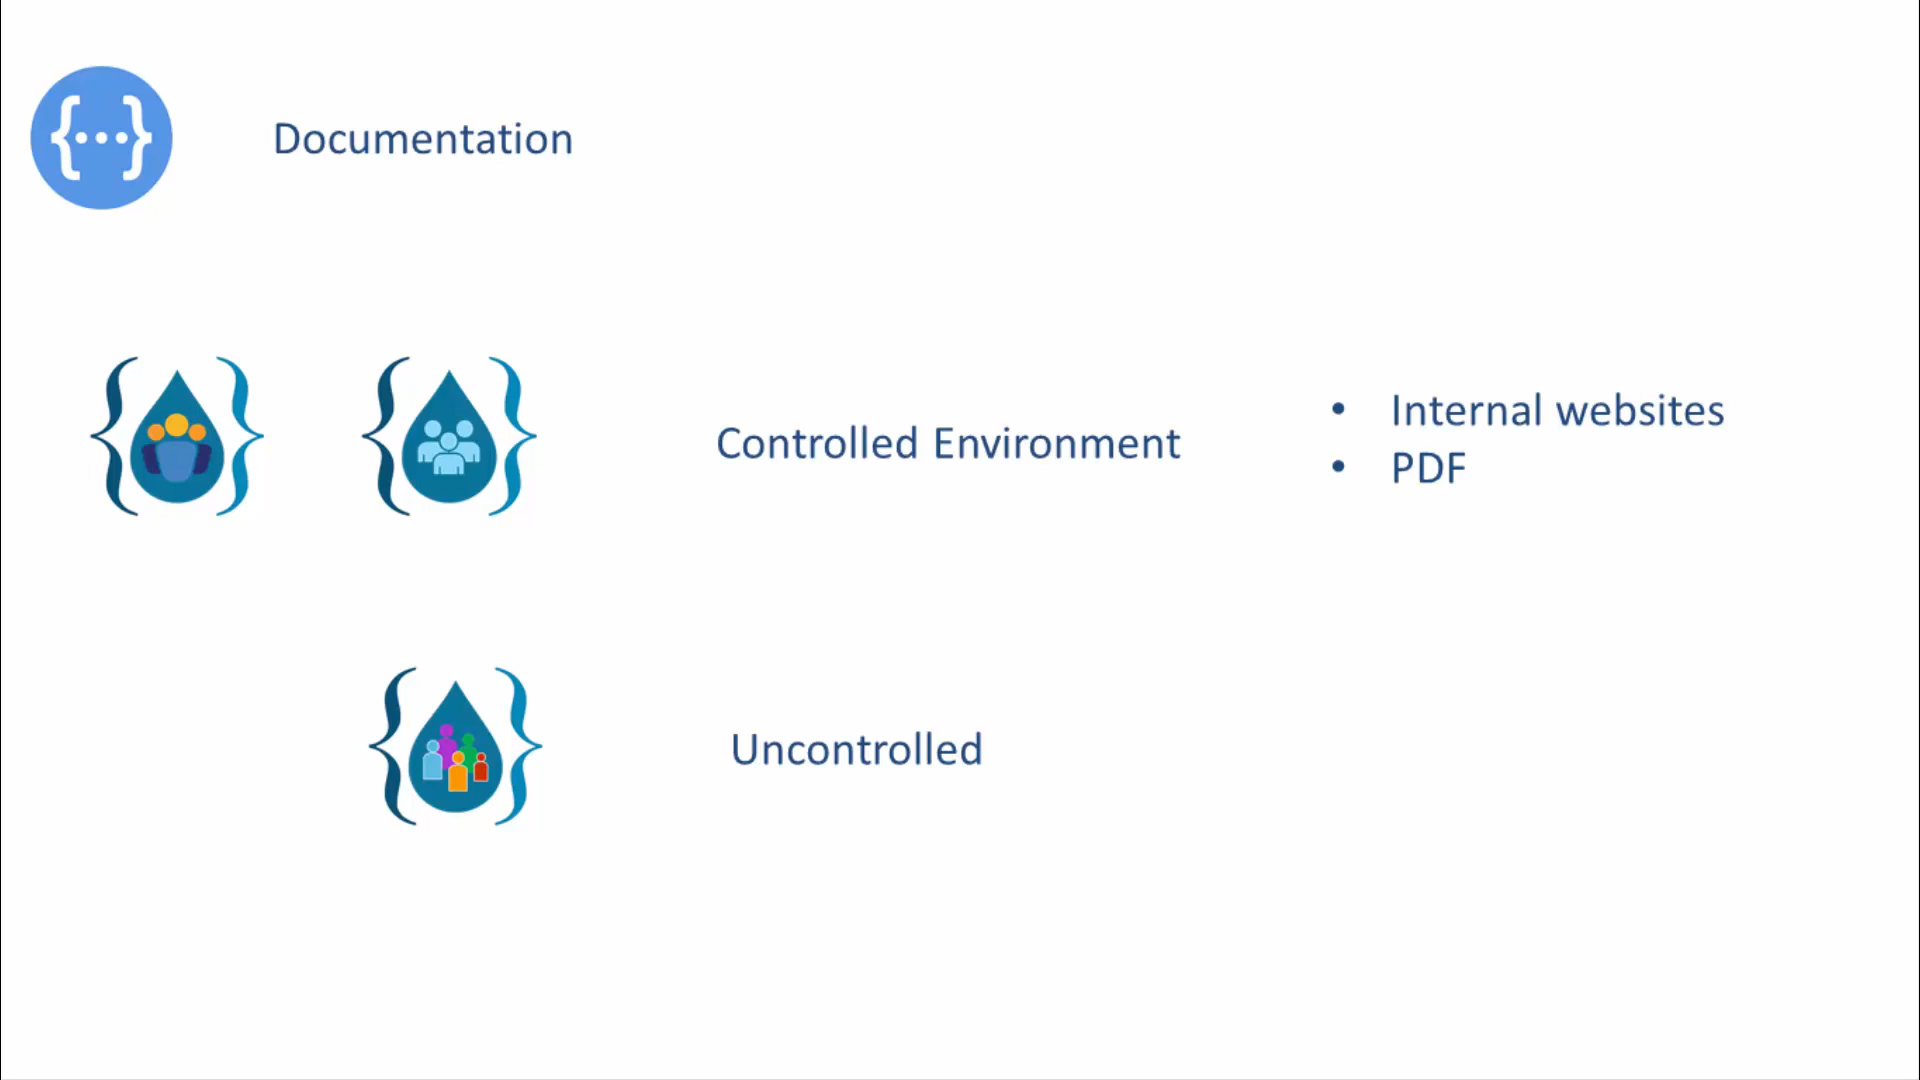 Documentation
Controlled Environment
• Internal websites
• PDF
Uncontrolled